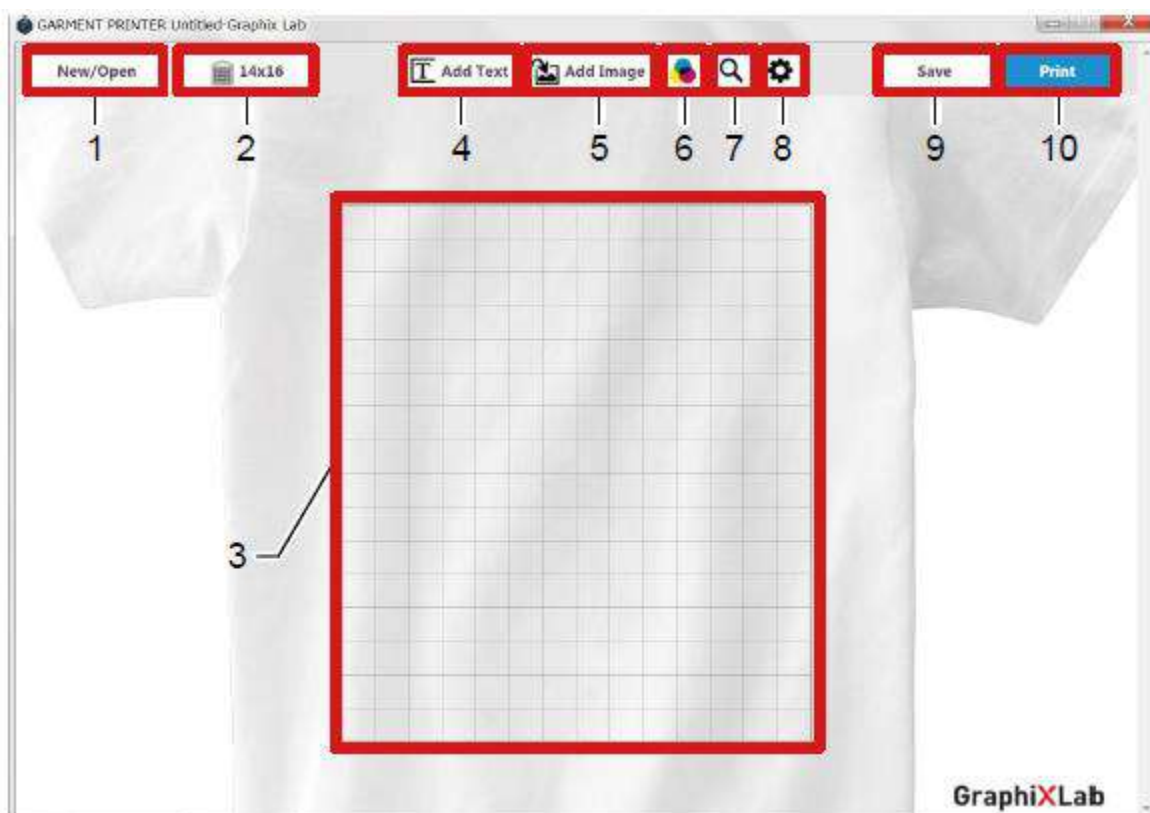 GARMENT PRINTER Untitled-Graphix Lab
New/Open 14x16 Add Text Add Image Save Print
1 2 4 5 6 7 8 9 10
3
GraphiXLab